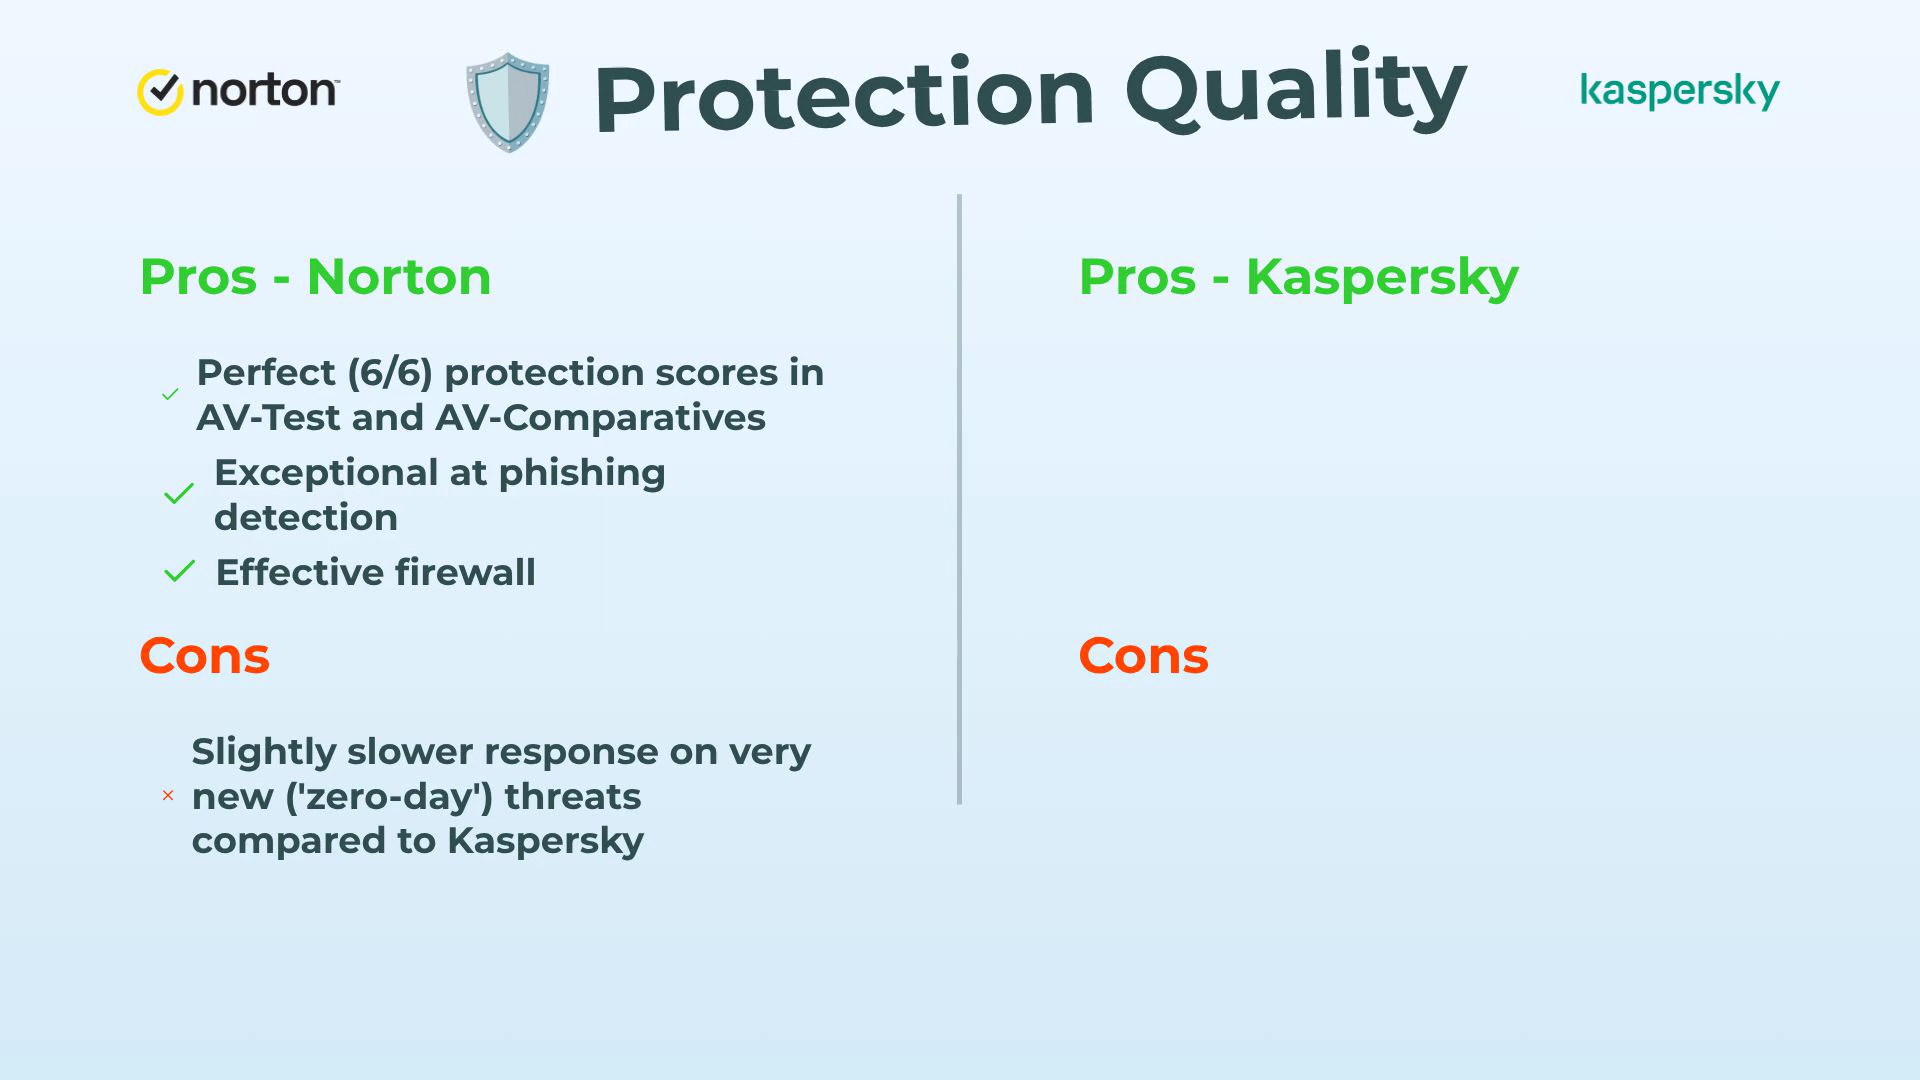 norton™
Protection Quality
kaspersky
Pros - Norton
Perfect (6/6) protection scores in
AV-Test and AV-Comparatives
Exceptional at phishing
detection
Effective firewall
Cons
Slightly slower response on very
new ('zero-day') threats
compared to Kaspersky
Pros - Kaspersky
Cons